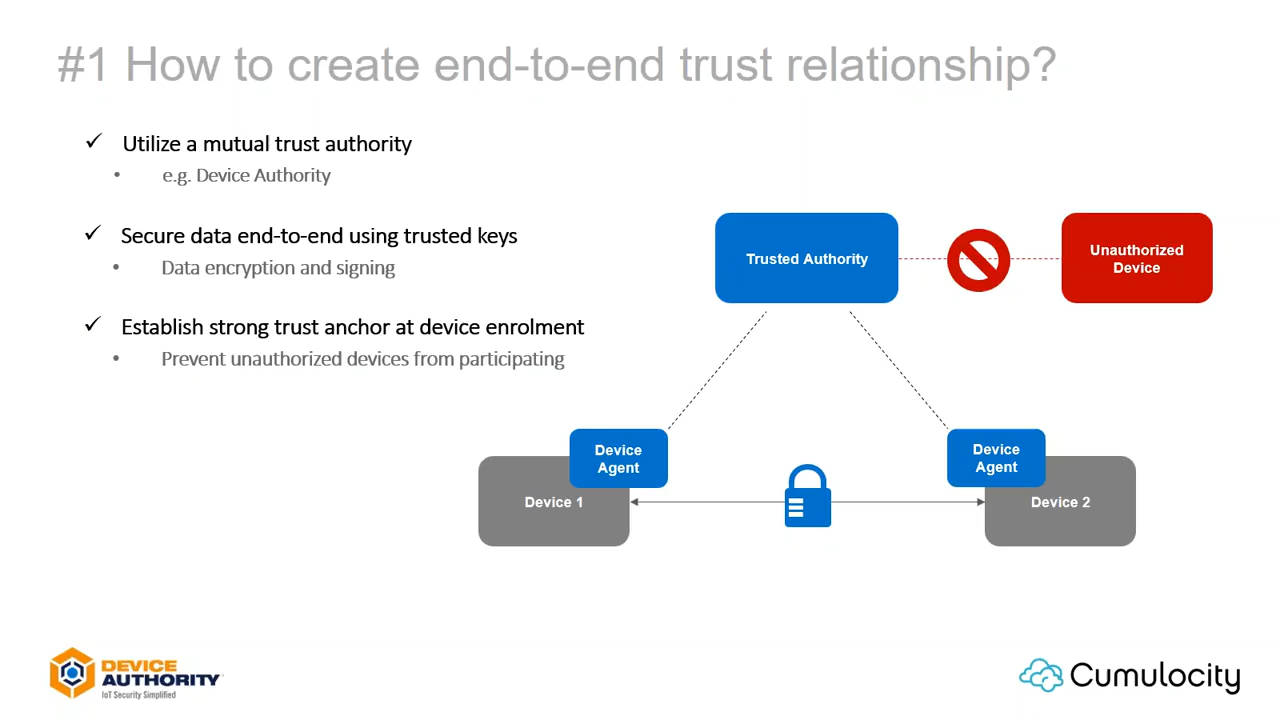 #1 How to create end-to-end trust relationship?
✓ Utilize a mutual trust authority
• e.g. Device Authority
✓ Secure data end-to-end using trusted keys
• Data encryption and signing
✓ Establish strong trust anchor at device enrolment
• Prevent unauthorized devices from participating
Trusted Authority
Unauthorized
Device
Device
Agent
Device 1
Device
Agent
Device 2
DEVICE
AUTHORITY
IoT Security Simplified
Cumulocity